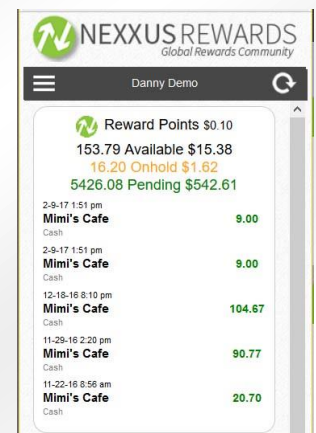 NEXXUS REWARDS
Global Rewards Community
Danny Demo
Reward Points $0.10
153.79 Available $15.38
16.20 Onhold $1.62
5426.08 Pending $542.61
2-9-17 1:51 pm
Mimi's Cafe 9.00
Cash
2-9-17 1:51 pm
Mimi's Cafe 9.00
Cash
12-18-16 8:10 pm
Mimi's Cafe 104.67
Cash
11-29-16 2:20 pm
Mimi's Cafe 90.77
Cash
11-22-16 8:56 am
Mimi's Cafe 20.70
Cash